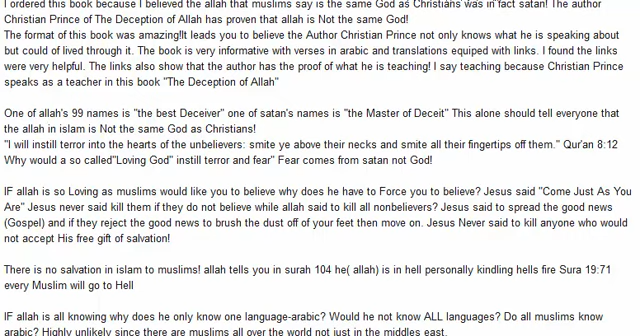 I ordered this book because I believed the allah that muslims say is the same God as Christians was in fact satan! The author
Christian Prince of The Deception of Allah has proven that allah is Not the same God!
The format of this book was amazing!It leads you to believe the Author Christian Prince not only knows what he is speaking about
but could of lived through it. The book is very informative with verses in arabic and translations equiped with links. I found the links
were very helpful. The links also show that the author has the proof of what he is teaching! I say teaching because Christian Prince
speaks as a teacher in this book "The Deception of Allah"
One of allah's 99 names is "the best Deceiver" one of satan's names is "the Master of Deceit" This alone should tell everyone that
the allah in islam is Not the same God as Christians!
"I will instill terror into the hearts of the unbelievers: smite ye above their necks and smite all their fingertips off them." Qur'an 8:12
Why would a so called"Loving God" instill terror and fear" Fear comes from satan not God!
IF allah is so Loving as muslims would like you to believe why does he have to Force you to believe? Jesus said "Come Just As You
Are" Jesus never said kill them if they do not believe while allah said to kill all nonbelievers? Jesus said to spread the good news
(Gospel) and if they reject the good news to brush the dust off of your feet then move on. Jesus Never said to kill anyone who would
not accept His free gift of salvation!
There is no salvation in islam to muslims! allah tells you in surah 104 he( allah) is in hell personally kindling hells fire Sura 19:71
every Muslim will go to Hell
IF allah is all knowing why does he only know one language-arabic? Would he not know ALL languages? Do all muslims know
arabic? Highly unlikely since there are muslims all over the world not just in the middle east.